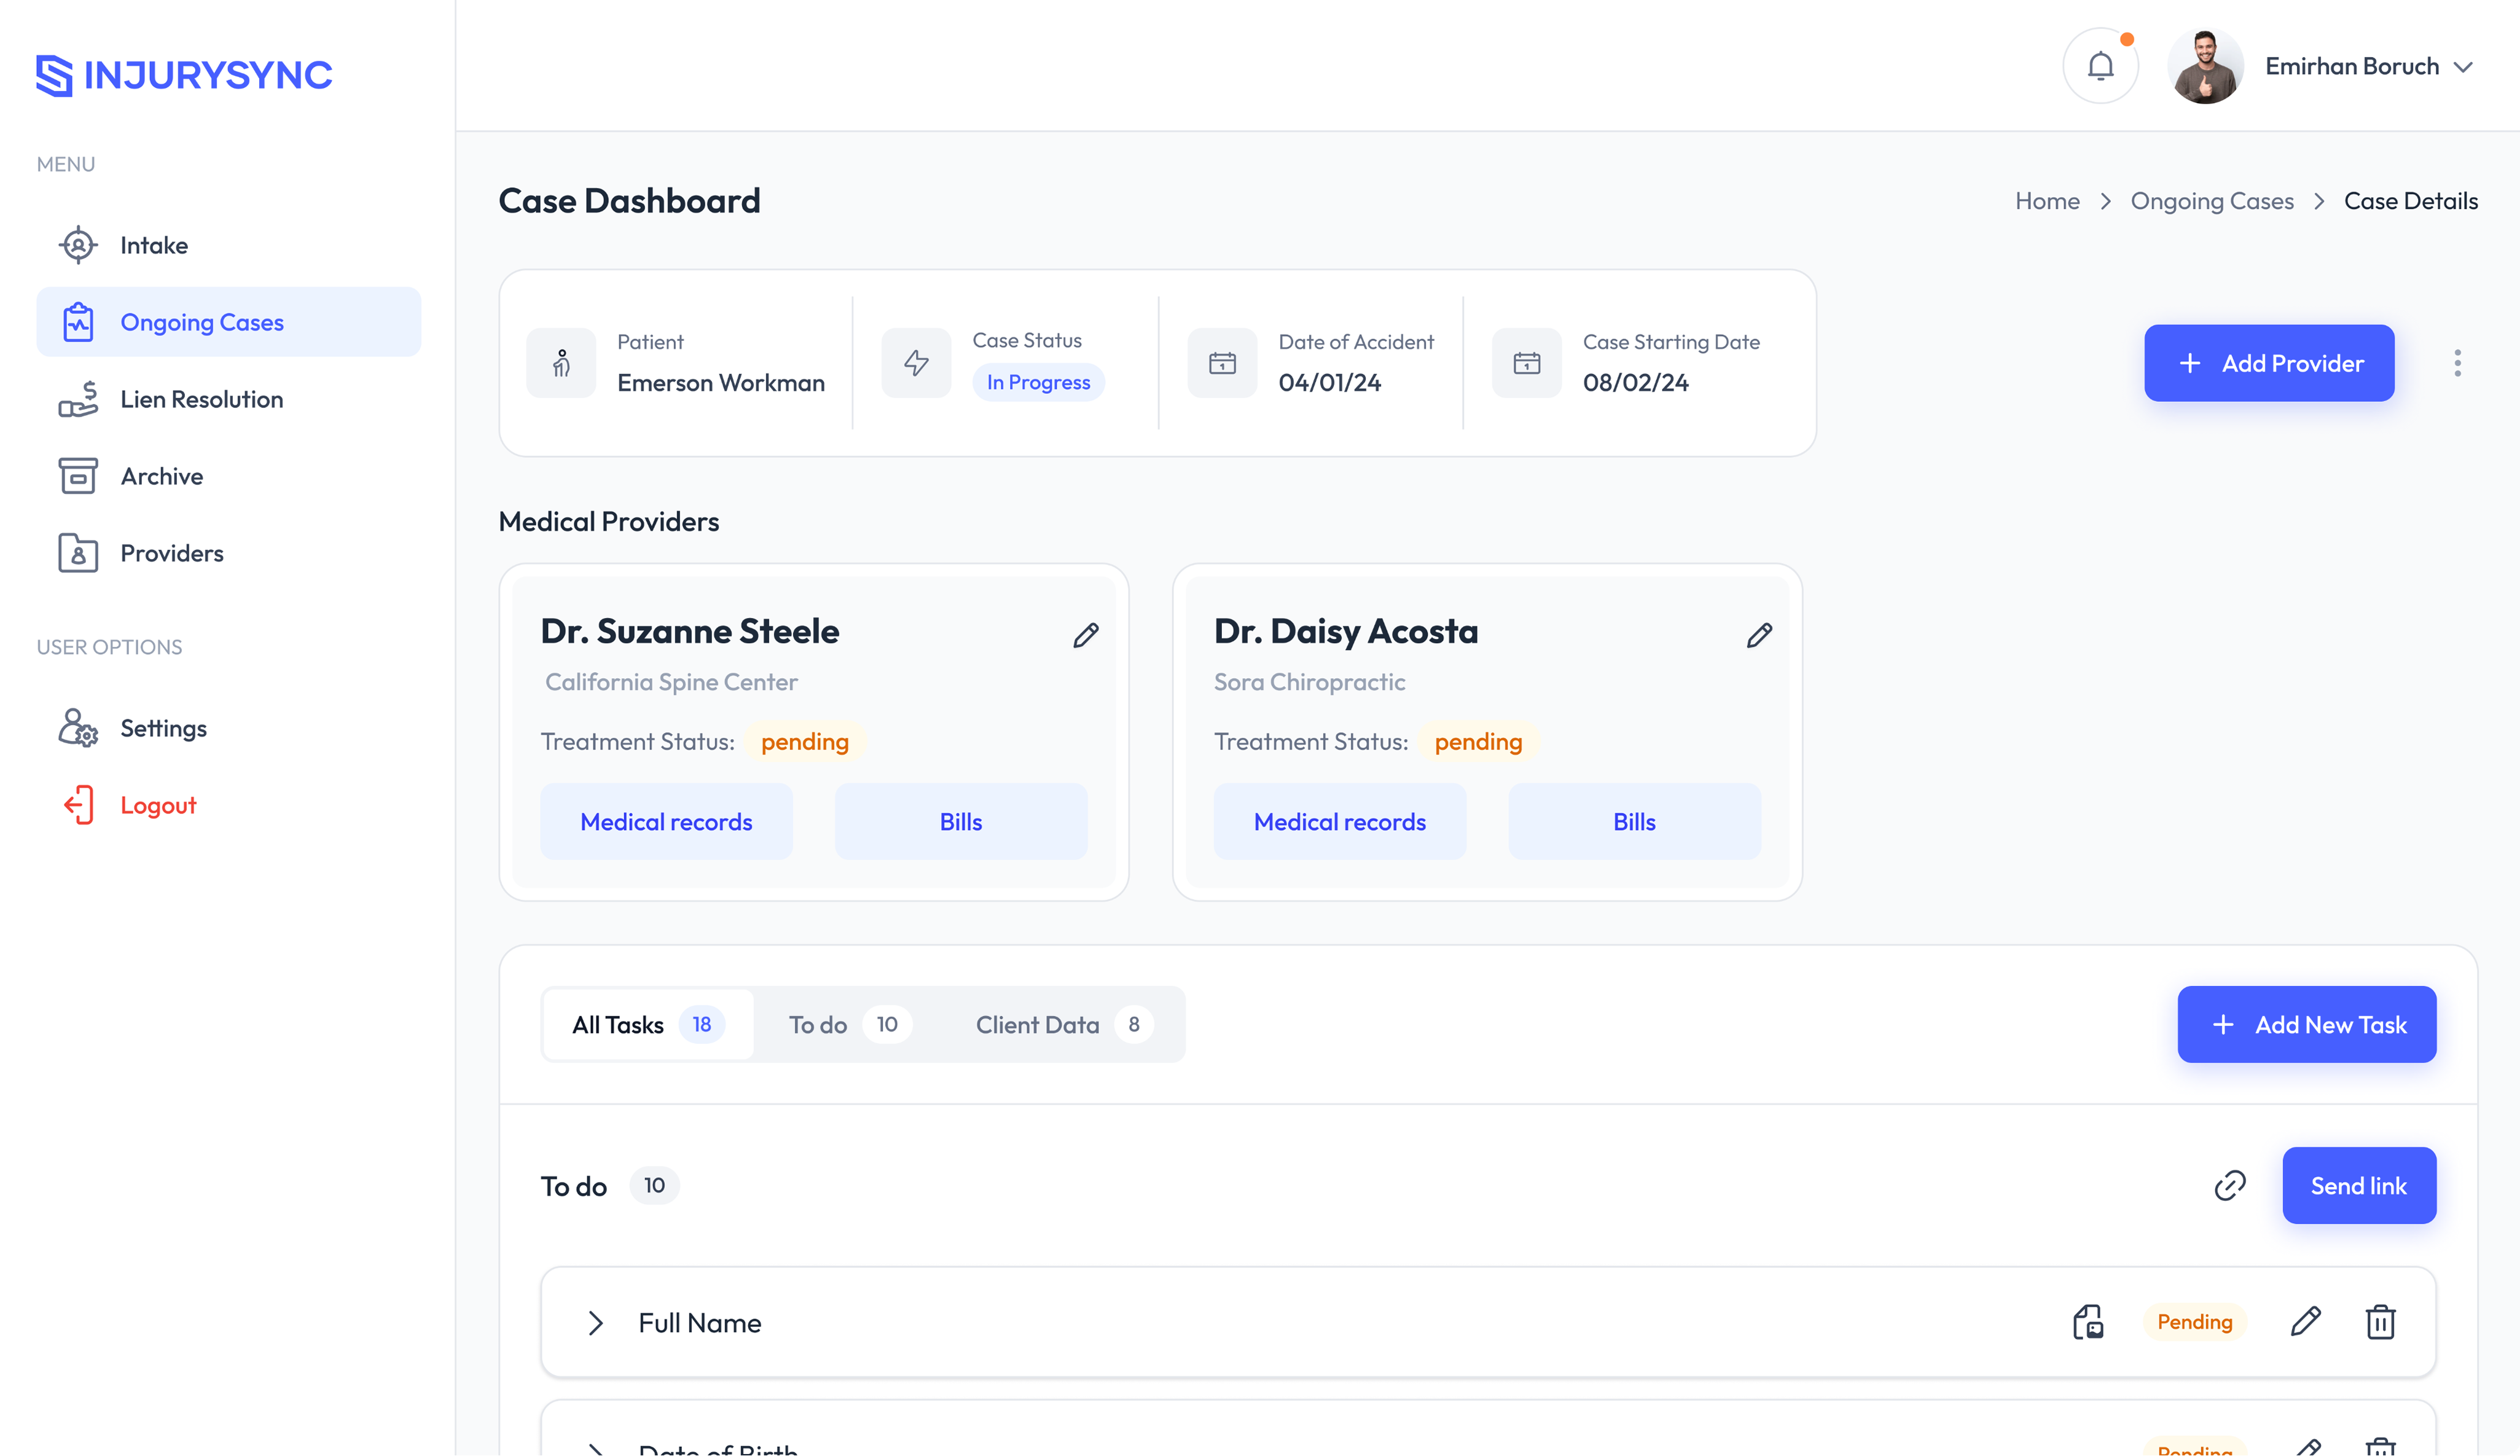 INJURYSYNC
Emirhan Boruch
MENU
Intake
Ongoing Cases
Lien Resolution
Archive
Providers
USER OPTIONS
Settings
Logout
Case Dashboard
Home > Ongoing Cases > Case Details
Patient
Emerson Workman
Case Status
In Progress
Date of Accident
04/01/24
Case Starting Date
08/02/24
+ Add Provider
Medical Providers
Dr. Suzanne Steele
California Spine Center
Treatment Status: pending
Medical records
Bills
Dr. Daisy Acosta
Sora Chiropractic
Treatment Status: pending
Medical records
Bills
All Tasks 18
To do 10
Client Data 8
+ Add New Task
To do 10
Send link
Full Name
Pending
Date of Birth
Pending